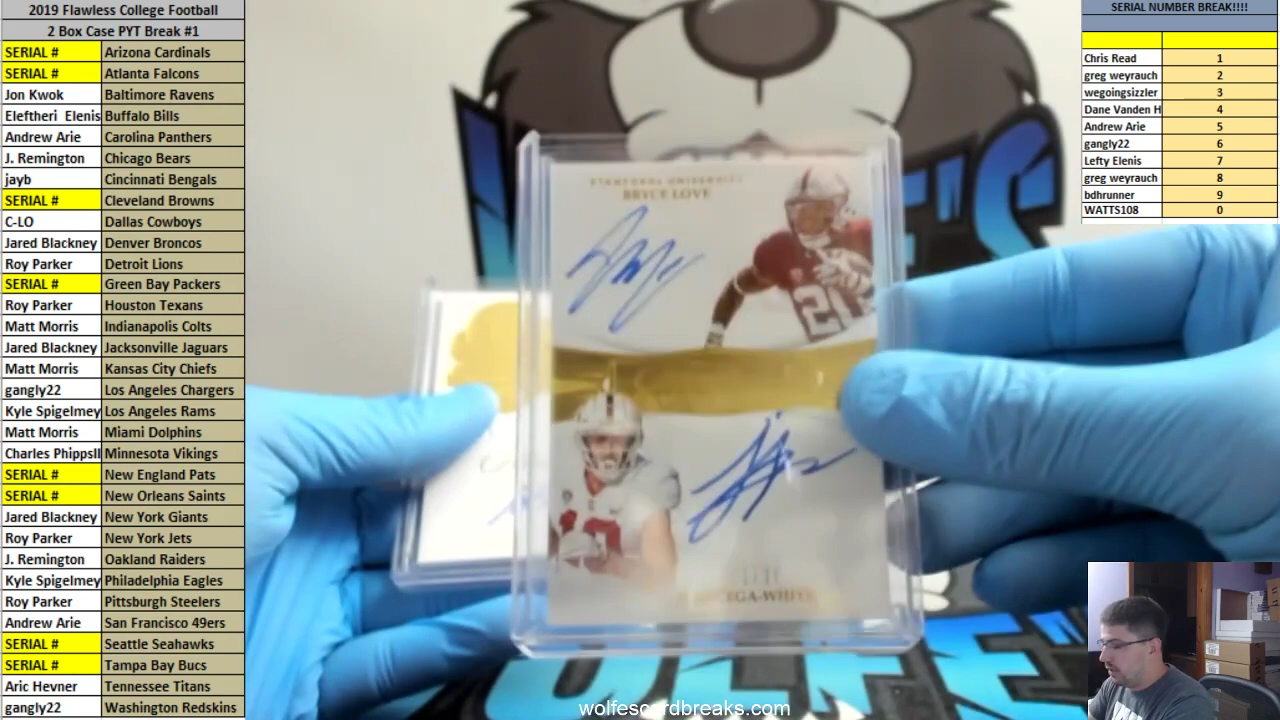 2019 Flawless College Football
2 Box Case PYT Break #1
SERIAL # Arizona Cardinals
SERIAL # Atlanta Falcons
Jon Kwok Baltimore Ravens
Eleftheri Elenis Buffalo Bills
Andrew Arie Carolina Panthers
J. Remington Chicago Bears
jayb Cincinnati Bengals
SERIAL # Cleveland Browns
C-LO Dallas Cowboys
Jared Blackney Denver Broncos
Roy Parker Detroit Lions
SERIAL # Green Bay Packers
Roy Parker Houston Texans
Matt Morris Indianapolis Colts
Jared Blackney Jacksonville Jaguars
Matt Morris Kansas City Chiefs
gangly22 Los Angeles Chargers
Kyle Spigelmey Los Angeles Rams
Matt Morris Miami Dolphins
Charles Phippsll Minnesota Vikings
SERIAL # New England Pats
SERIAL # New Orleans Saints
Jared Blackney New York Giants
Roy Parker New York Jets
J. Remington Oakland Raiders
Kyle Spigelmey Philadelphia Eagles
Roy Parker Pittsburgh Steelers
Andrew Arie San Francisco 49ers
SERIAL # Seattle Seahawks
SERIAL # Tampa Bay Bucs
Aric Hevner Tennessee Titans
gangly22 Washington Redskins
STANFORD UNIVERSITY
BRYCE LOVE
21
19
wolfescardbreaks.com
SERIAL NUMBER BREAK!!!!
Chris Read 1
greg weyrauch 2
wegoingsizzler 3
Dane Vanden H 4
Andrew Arie 5
gangly22 6
Lefty Elenis 7
greg weyrauch 8
bdhrunner 9
WATTS108 0